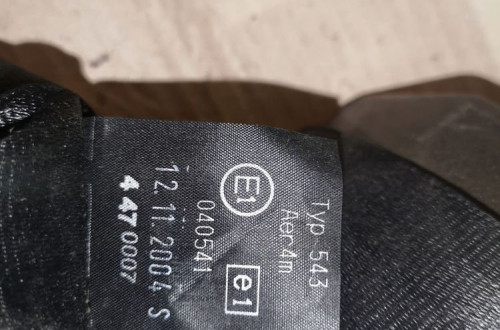 Typ 543
Aer4m
E1 e1
040541
12.11.2004 S
4 47 0007